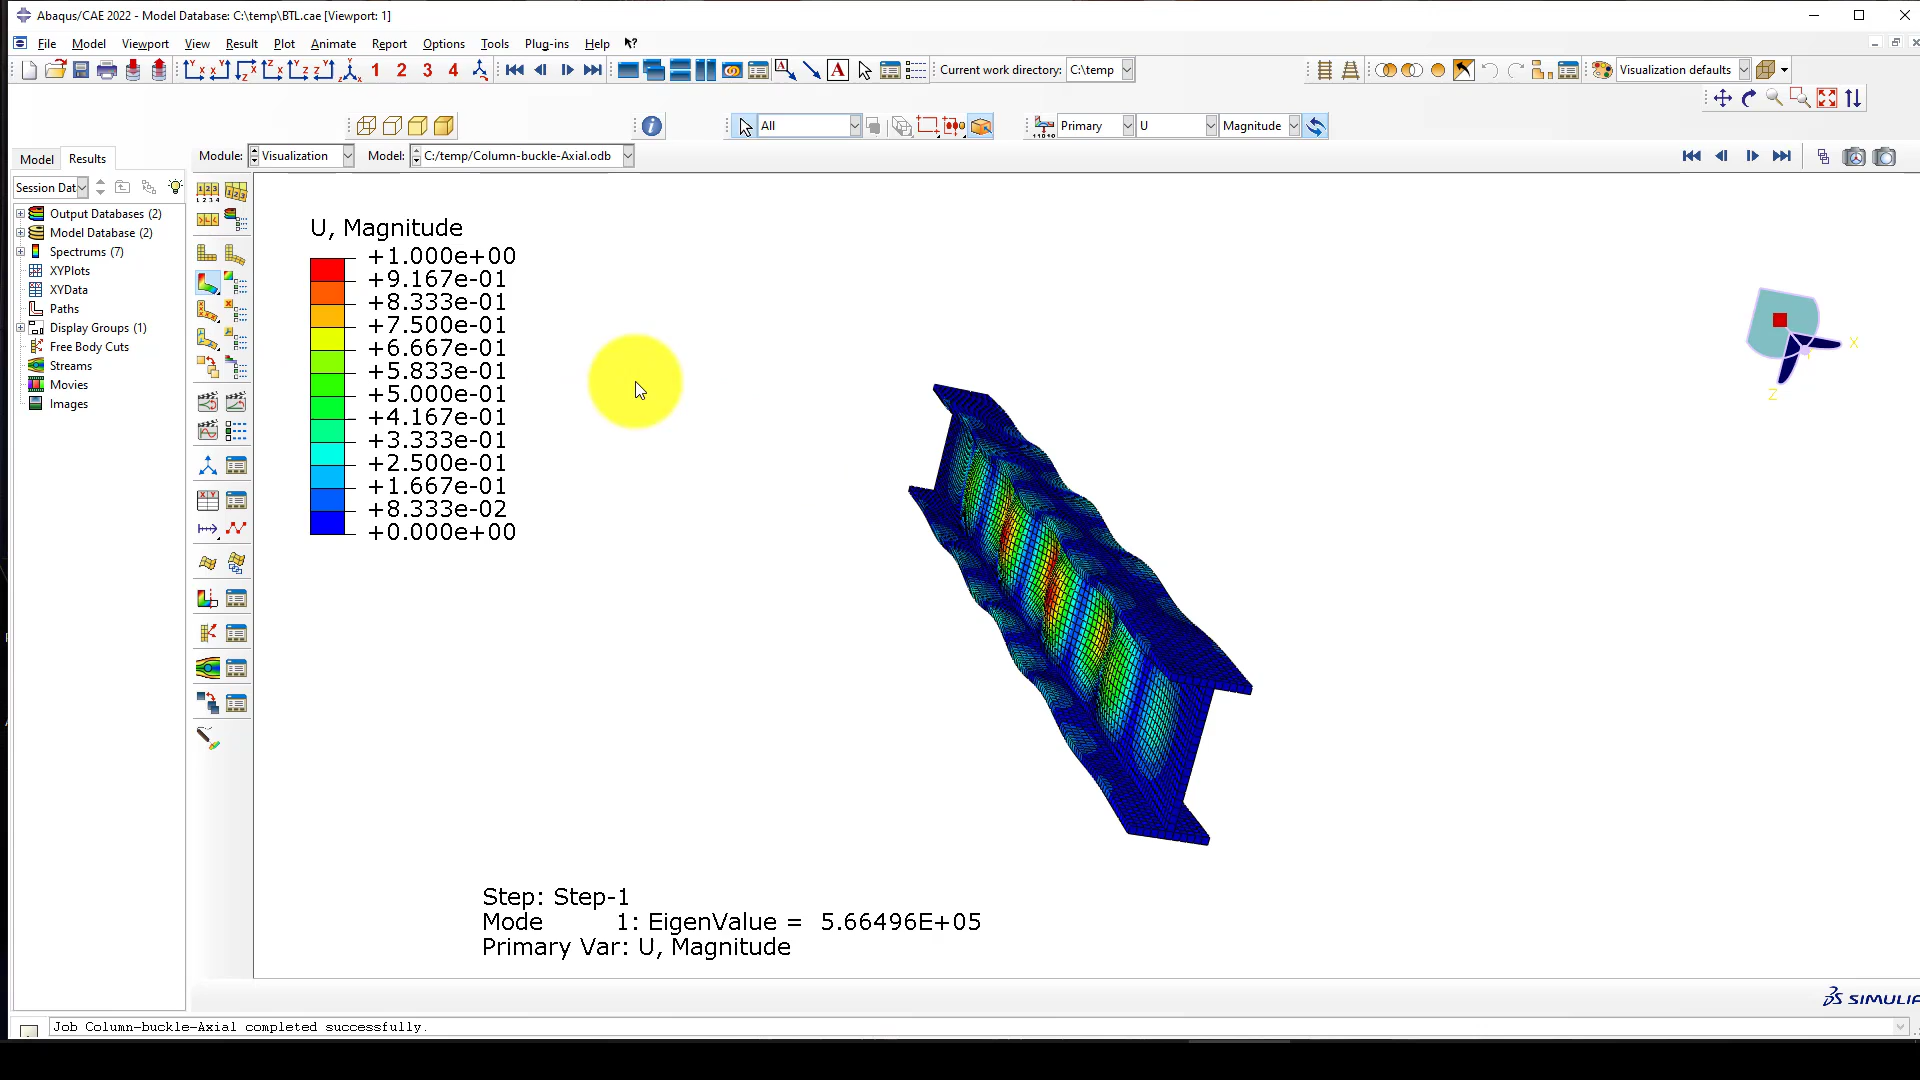 Abaqus/CAE 2022 - Model Database: C:\temp\BTL.cae [Viewport: 1]
File Model Viewport View Result Plot Animate Report Options Tools Plug-ins Help
1 2 3 4 A A Current work directory: C:\temp Visualization defaults
All Primary U Magnitude
Model Results Module: Visualization Model: C:/temp/Column-buckle-Axial.odb
Session Dat
Output Databases (2)
Model Database (2)
Spectrums (7)
XYPlots
XYData
Paths
Display Groups (1)
Free Body Cuts
Streams
Movies
Images
U, Magnitude
+1.000e+00
+9.167e-01
+8.333e-01
+7.500e-01
+6.667e-01
+5.833e-01
+5.000e-01
+4.167e-01
+3.333e-01
+2.500e-01
+1.667e-01
+8.333e-02
+0.000e+00
X
Z
Step: Step-1
Mode 1: EigenValue = 5.66496E+05
Primary Var: U, Magnitude
Job Column-buckle-Axial completed successfully.